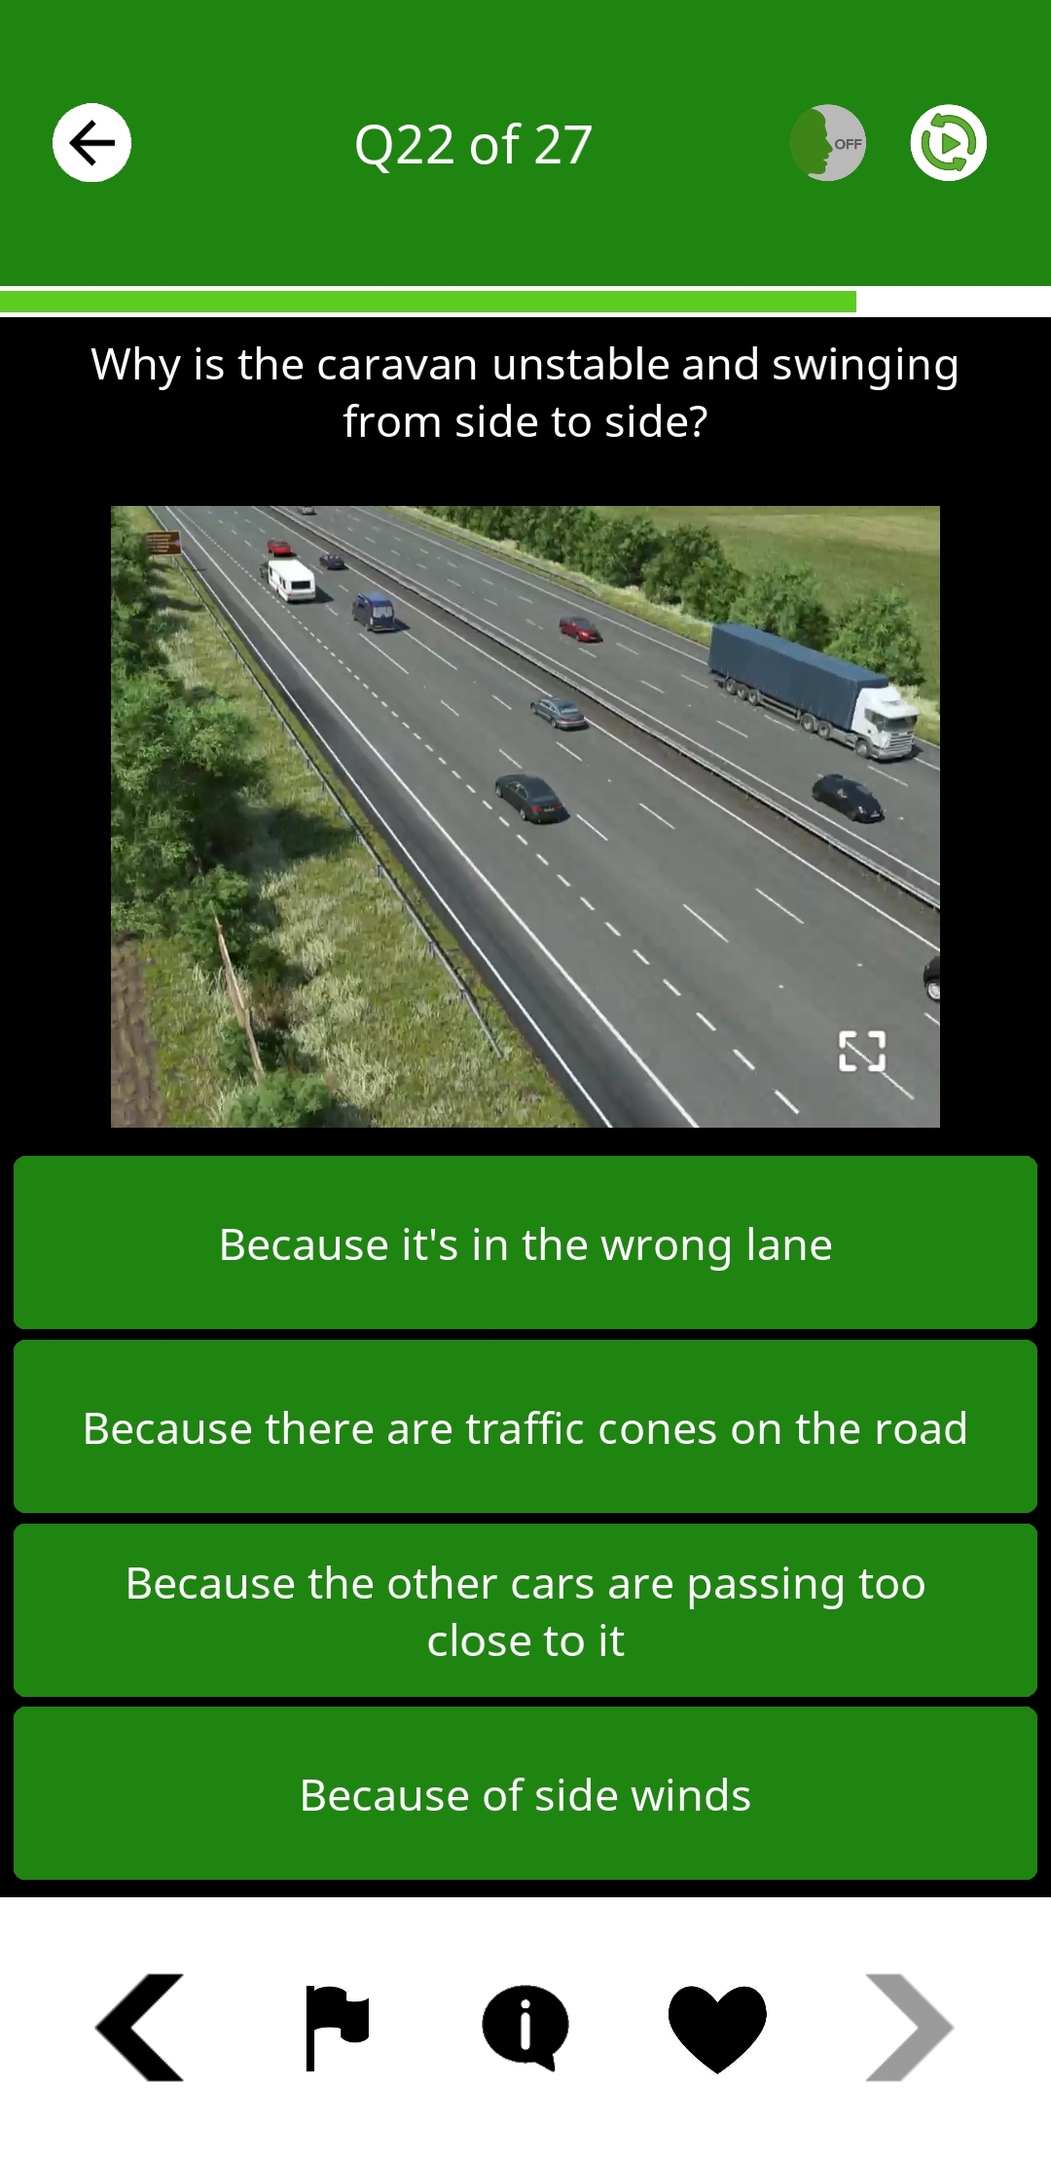 Q22 of 27
OFF
Why is the caravan unstable and swinging
from side to side?
Because it's in the wrong lane
Because there are traffic cones on the road
Because the other cars are passing too
close to it
Because of side winds